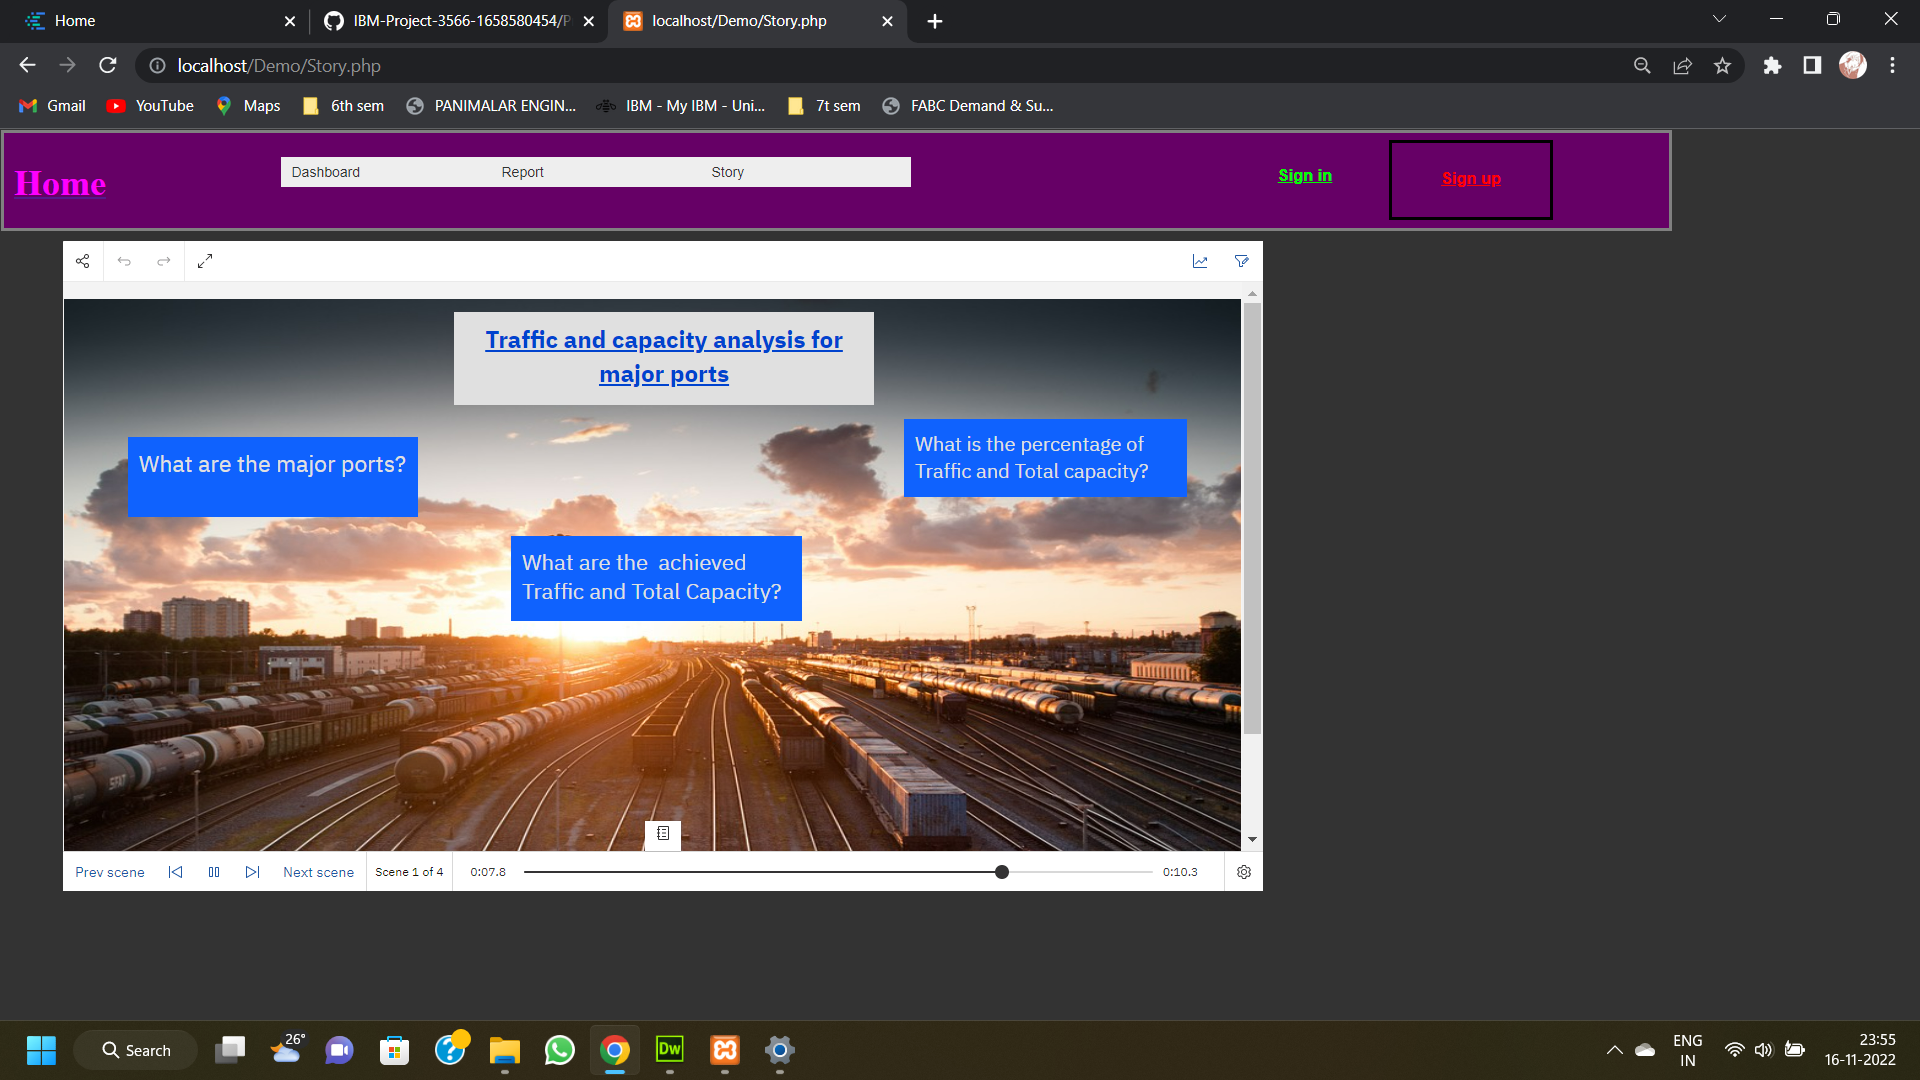 Home
IBM-Project-3566-1658580454/P
localhost/Demo/Story.php
localhost/Demo/Story.php
Gmail
YouTube
Maps
6th sem
PANIMALAR ENGIN...
IBM - My IBM - Uni...
7t sem
FABC Demand & Su...
Home
Dashboard
Report
Story
Sign in
Sign up
Traffic and capacity analysis for
major ports
What are the major ports?
What is the percentage of
Traffic and Total capacity?
What are the  achieved
Traffic and Total Capacity?
Prev scene
Next scene
Scene 1 of 4
0:07.8
0:10.3
Search
26°
Dw
ENG
IN
23:55
16-11-2022